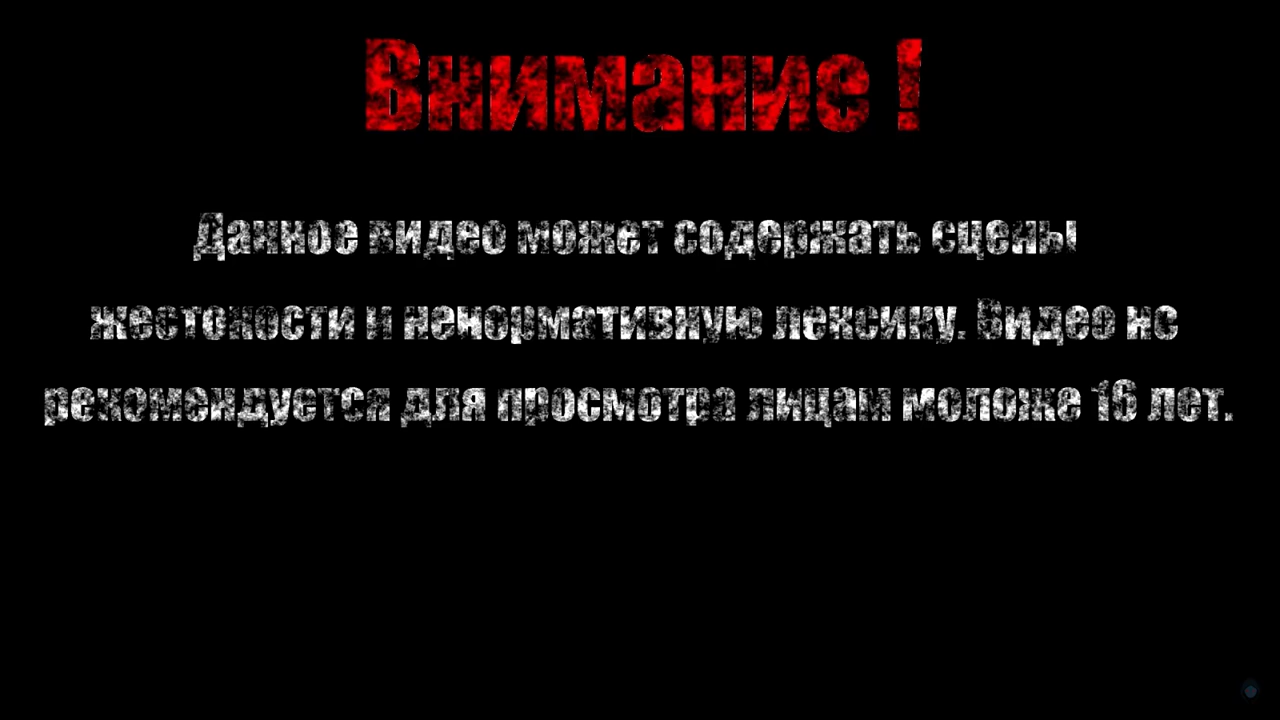 Внимание !
Данное видео может содержать сцены
жестокости и ненормативную лексику. Видео не
рекомендуется для просмотра лицам моложе 16 лет.